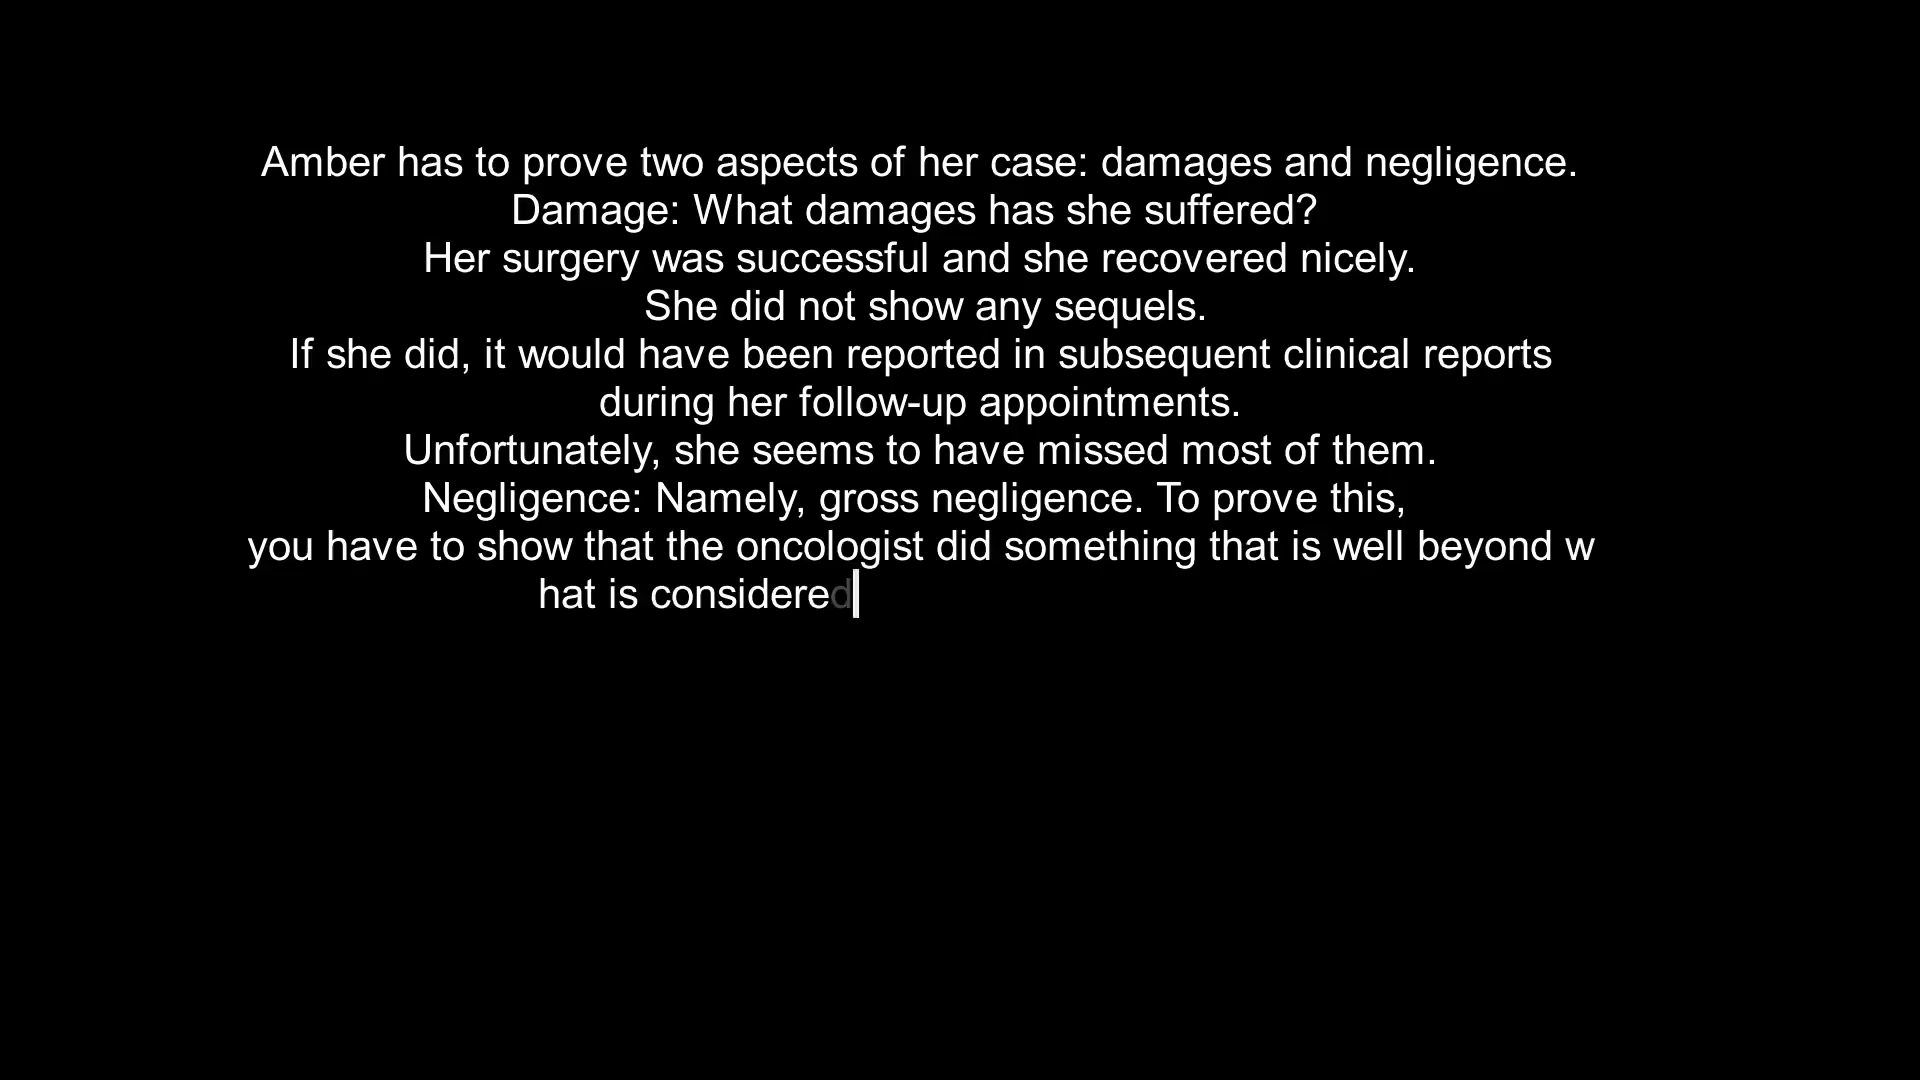 Amber has to prove two aspects of her case: damages and negligence.
Damage: What damages has she suffered?
Her surgery was successful and she recovered nicely.
She did not show any sequels.
If she did, it would have been reported in subsequent clinical reports
during her follow-up appointments.
Unfortunately, she seems to have missed most of them.
Negligence: Namely, gross negligence. To prove this,
you have to show that the oncologist did something that is well beyond w
hat is considered